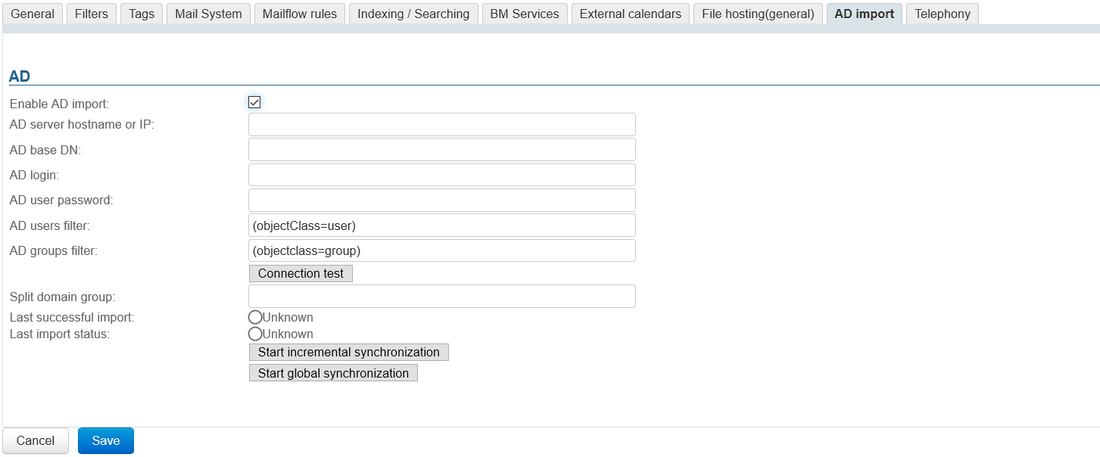 General Filters Tags Mail System Mailflow rules Indexing / Searching BM Services External calendars File hosting(general) AD import Telephony
AD
Enable AD import:
AD server hostname or IP:
AD base DN:
AD login:
AD user password:
AD users filter: (objectClass=user)
AD groups filter: (objectclass=group)
Connection test
Split domain group:
Last successful import: Unknown
Last import status: Unknown
Start incremental synchronization
Start global synchronization
Cancel Save